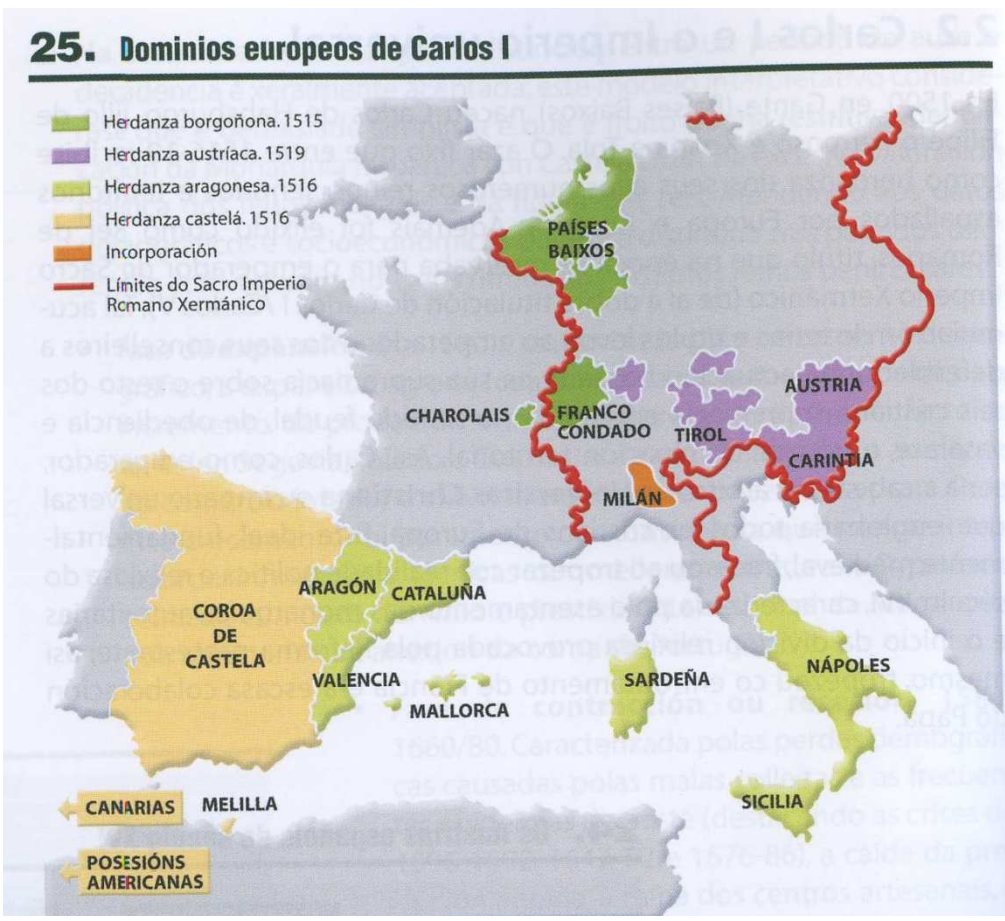 25. Dominios europeos de Carlos I
Herdanza borgoñona. 1515
Herdanza austríaca. 1519
Herdanza aragonesa. 1516
Herdanza castelá. 1516
Incorporación
Límites do Sacro Imperio
Romano Xermánico
PAÍSES
BAIXOS
CHAROLAIS
FRANCO
CONDADO
TIROL
AUSTRIA
CARINTIA
MILÁN
ARAGÓN
CATALUÑA
COROA
DE
CASTELA
VALENCIA
MALLORCA
SARDEÑA
NÁPOLES
SICILIA
CANARIAS
MELILLA
POSESIÓNS
AMERICANAS